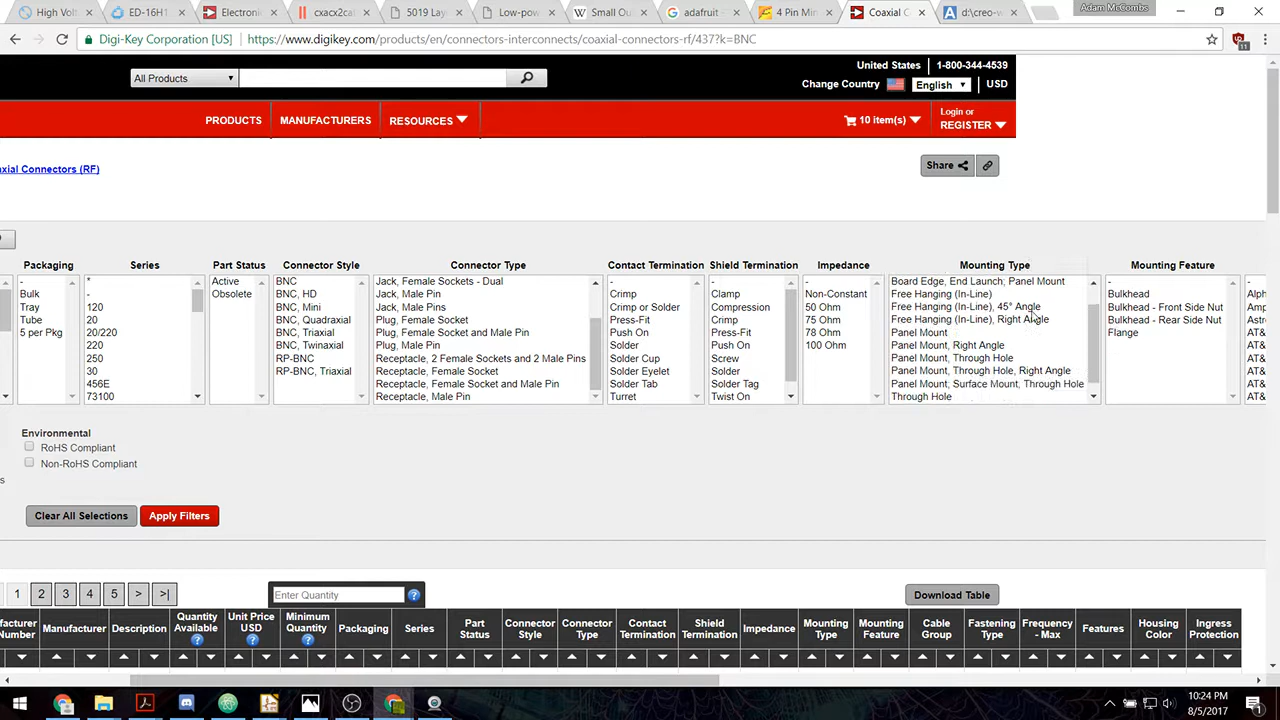 High Volt
ED-16H1
Electronic
cxacx2cab
5019 Layo
Low-pow
Small Out
adafruit -
4 Pin Mic
Coaxial C
d:\creo-w
Adam McCombs
Digi-Key Corporation [US]
https://www.digikey.com/products/en/connectors-interconnects/coaxial-connectors-rf/437?k=BNC
11
All Products
United States
1-800-344-4539
Change Country
English
USD
PRODUCTS
MANUFACTURERS
RESOURCES
10 item(s)
Login or
REGISTER
axial Connectors (RF)
Share
Packaging
-
Bulk
Tray
Tube
5 per Pkg
Series
*
-
120
20
20/220
250
30
456E
73100
Part Status
Active
Obsolete
Connector Style
BNC
BNC, HD
BNC, Mini
BNC, Quadraxial
BNC, Triaxial
BNC, Twinaxial
RP-BNC
RP-BNC, Triaxial
Connector Type
Jack, Female Sockets - Dual
Jack, Male Pin
Jack, Male Pins
Plug, Female Socket
Plug, Female Socket and Male Pin
Plug, Male Pin
Receptacle, 2 Female Sockets and 2 Male Pins
Receptacle, Female Socket
Receptacle, Female Socket and Male Pin
Receptacle, Male Pin
Contact Termination
-
Crimp
Crimp or Solder
Press-Fit
Push On
Solder
Solder Cup
Solder Eyelet
Solder Tab
Turret
Shield Termination
-
Clamp
Compression
Crimp
Press-Fit
Push On
Screw
Solder
Solder Tag
Twist On
Impedance
-
Non-Constant
50 Ohm
75 Ohm
78 Ohm
100 Ohm
Mounting Type
Board Edge, End Launch; Panel Mount
Free Hanging (In-Line)
Free Hanging (In-Line), 45° Angle
Free Hanging (In-Line), Right Angle
Panel Mount
Panel Mount, Right Angle
Panel Mount, Through Hole
Panel Mount, Through Hole, Right Angle
Panel Mount; Surface Mount, Through Hole
Through Hole
Mounting Feature
-
Bulkhead
Bulkhead - Front Side Nut
Bulkhead - Rear Side Nut
Flange
-
Alph
Amp
Astr
AT&
AT&
AT&
AT&
AT&
AT&
Environmental
RoHS Compliant
Non-RoHS Compliant
s
Clear All Selections
Apply Filters
1 2 3 4 5 > >|
Enter Quantity
Download Table
facturer Number
Manufacturer
Description
Quantity Available
Unit Price USD
Minimum Quantity
Packaging
Series
Part Status
Connector Style
Connector Type
Contact Termination
Shield Termination
Impedance
Mounting Type
Mounting Feature
Cable Group
Fastening Type
Frequency - Max
Features
Housing Color
Ingress Protection
10:24 PM
8/5/2017